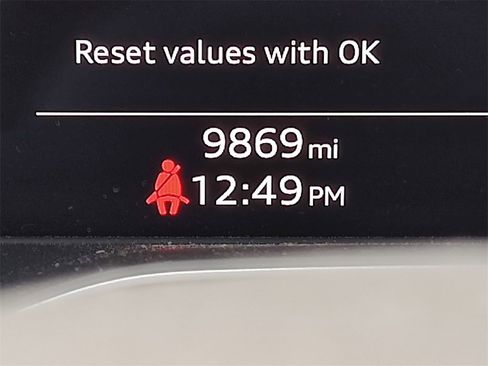 Reset values with OK
9869 mi
12:49 PM